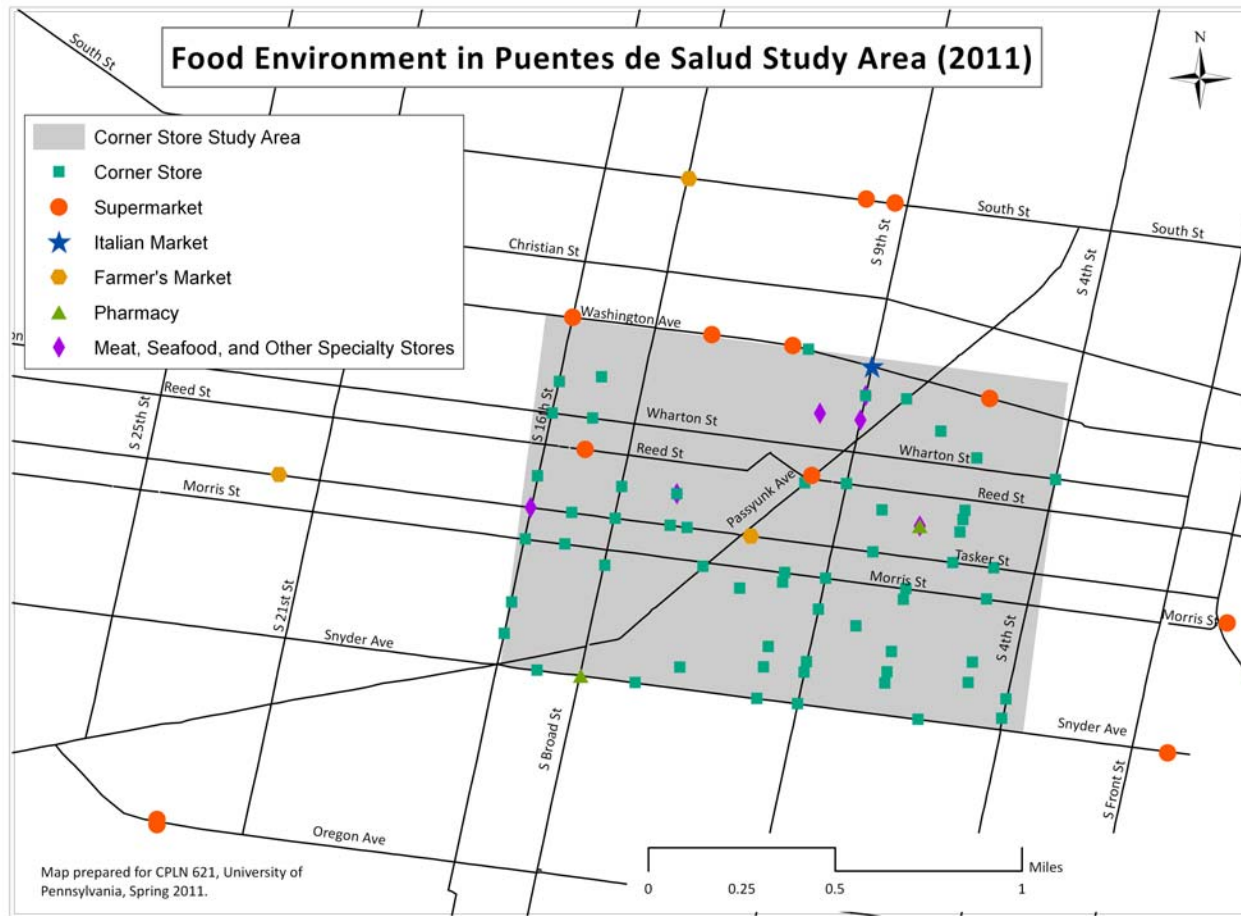 South St
Food Environment in Puentes de Salud Study Area (2011)
N
Corner Store Study Area
Corner Store
Supermarket
Italian Market
Farmer's Market
Pharmacy
Meat, Seafood, and Other Specialty Stores
South St
South St
S 9th St
Christian St
S 4th St
Washington Ave
on
Reed St
S 25th St
S 16th St
Wharton St
Wharton St
Reed St
Reed St
Morris St
Passyunk Ave
Tasker St
Morris St
Morris St
S 21st St
S 4th St
Snyder Ave
S Broad St
Snyder Ave
S Front St
Oregon Ave
Map prepared for CPLN 621, University of
Pennsylvania, Spring 2011.
Miles
0 0.25 0.5 1